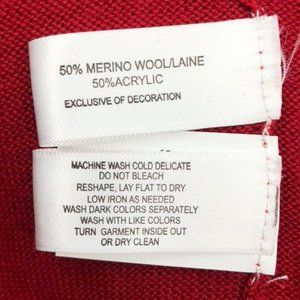 50% MERINO WOOL/LAINE
50%ACRYLIC
EXCLUSIVE OF DECORATION
MACHINE WASH COLD DELICATE
DO NOT BLEACH
RESHAPE, LAY FLAT TO DRY
LOW IRON AS NEEDED
WASH DARK COLORS SEPARATELY
WASH WITH LIKE COLORS
TURN GARMENT INSIDE OUT
OR DRY CLEAN